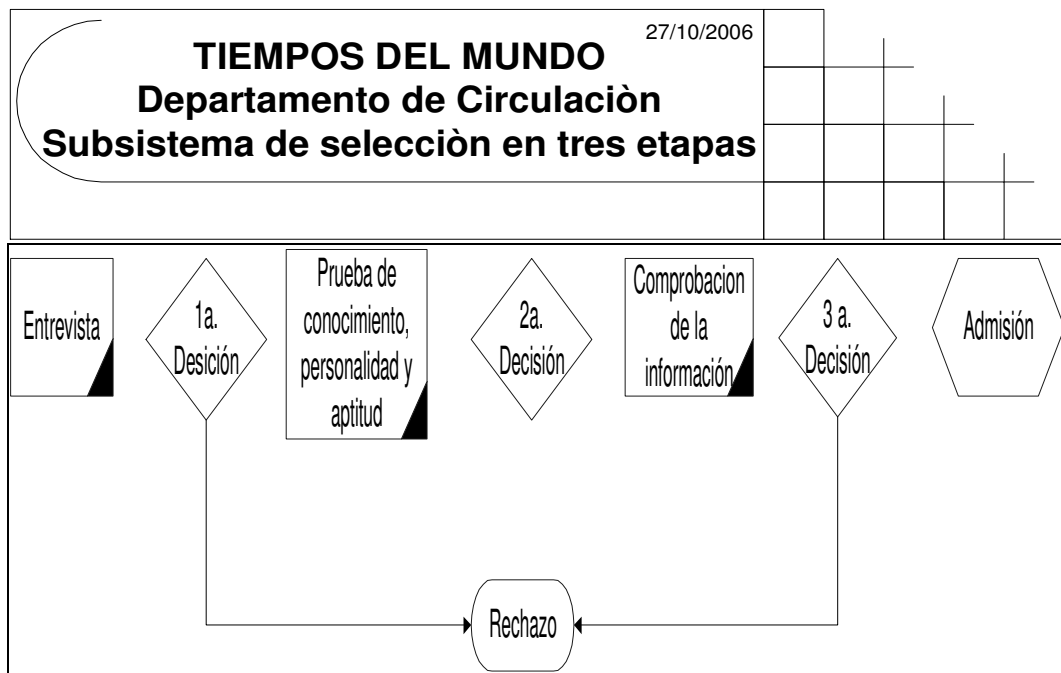 27/10/2006
TIEMPOS DEL MUNDO
Departamento de Circulaciòn
Subsistema de selecciòn en tres etapas
Entrevista
1a.
Desición
Prueba de
conocimiento,
personalidad y
aptitud
2a.
Decisión
Comprobacion
de la
información
3 a.
Decisión
Admisión
Rechazo